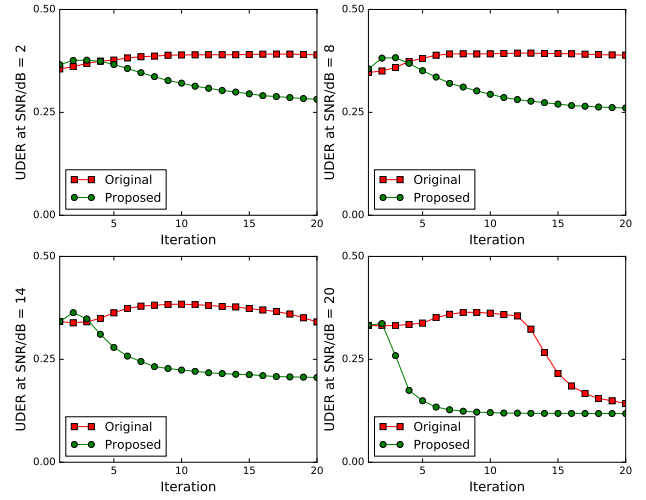 0.50
0.25
0.00
UDER at SNR/dB = 2
Original
Proposed
5 10 15 20
Iteration
0.50
0.25
0.00
UDER at SNR/dB = 8
Original
Proposed
5 10 15 20
Iteration
0.50
0.25
0.00
UDER at SNR/dB = 14
Original
Proposed
5 10 15 20
Iteration
0.50
0.25
0.00
UDER at SNR/dB = 20
Original
Proposed
5 10 15 20
Iteration